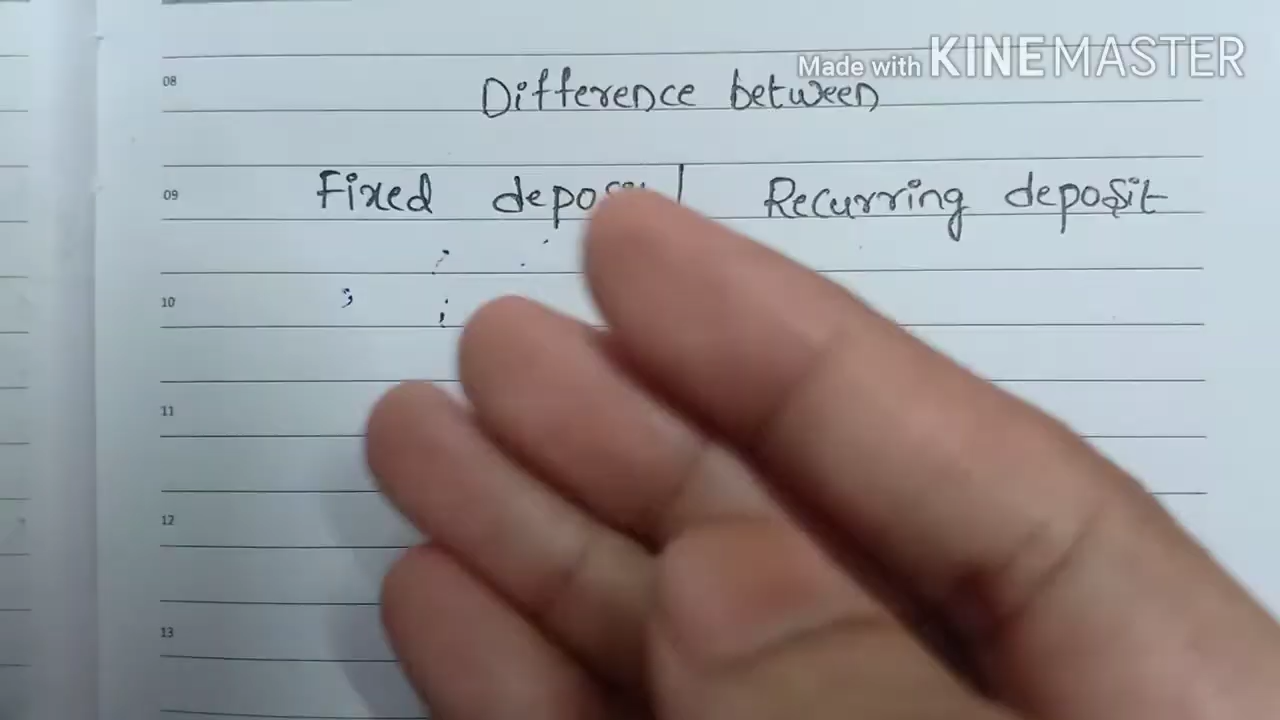 Made with KINEMASTER
08
Difference between
09 Fixed Recurring deposit
10
11
12
13